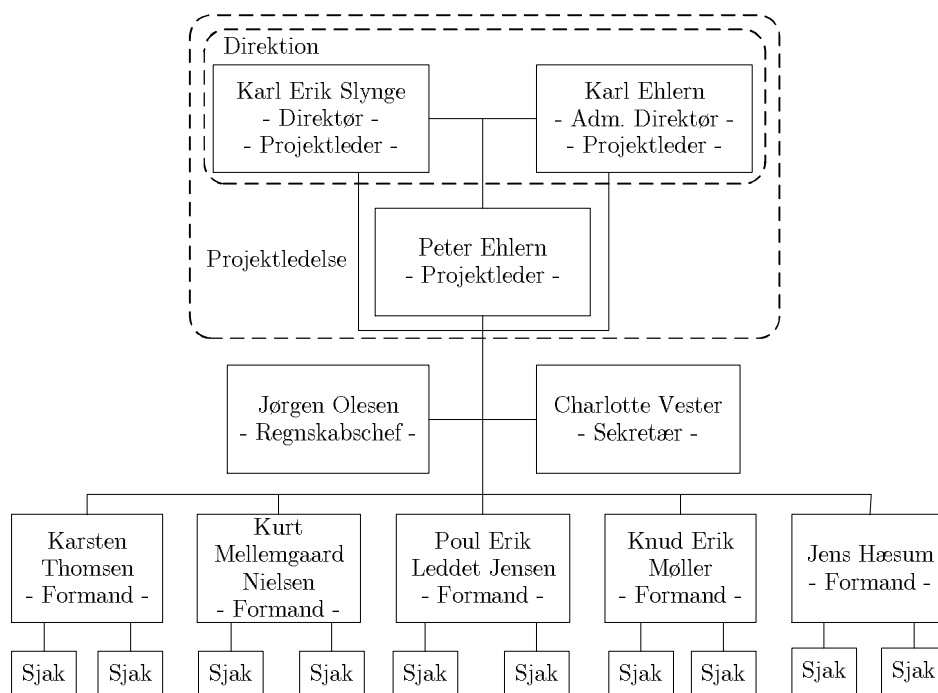 Direktion
Karl Erik Slynge
- Direktør -
- Projektleder -
Karl Ehlern
- Adm. Direktør -
- Projektleder -
Projektledelse
Peter Ehlern
- Projektleder -
Jørgen Olesen
- Regnskabschef -
Charlotte Vester
- Sekretær -
Karsten
Thomsen
- Formand -
Kurt
Mellemgaard
Nielsen
- Formand -
Poul Erik
Leddet Jensen
- Formand -
Knud Erik
Møller
- Formand -
Jens Hæsum
- Formand -
Sjak
Sjak
Sjak
Sjak
Sjak
Sjak
Sjak
Sjak
Sjak
Sjak